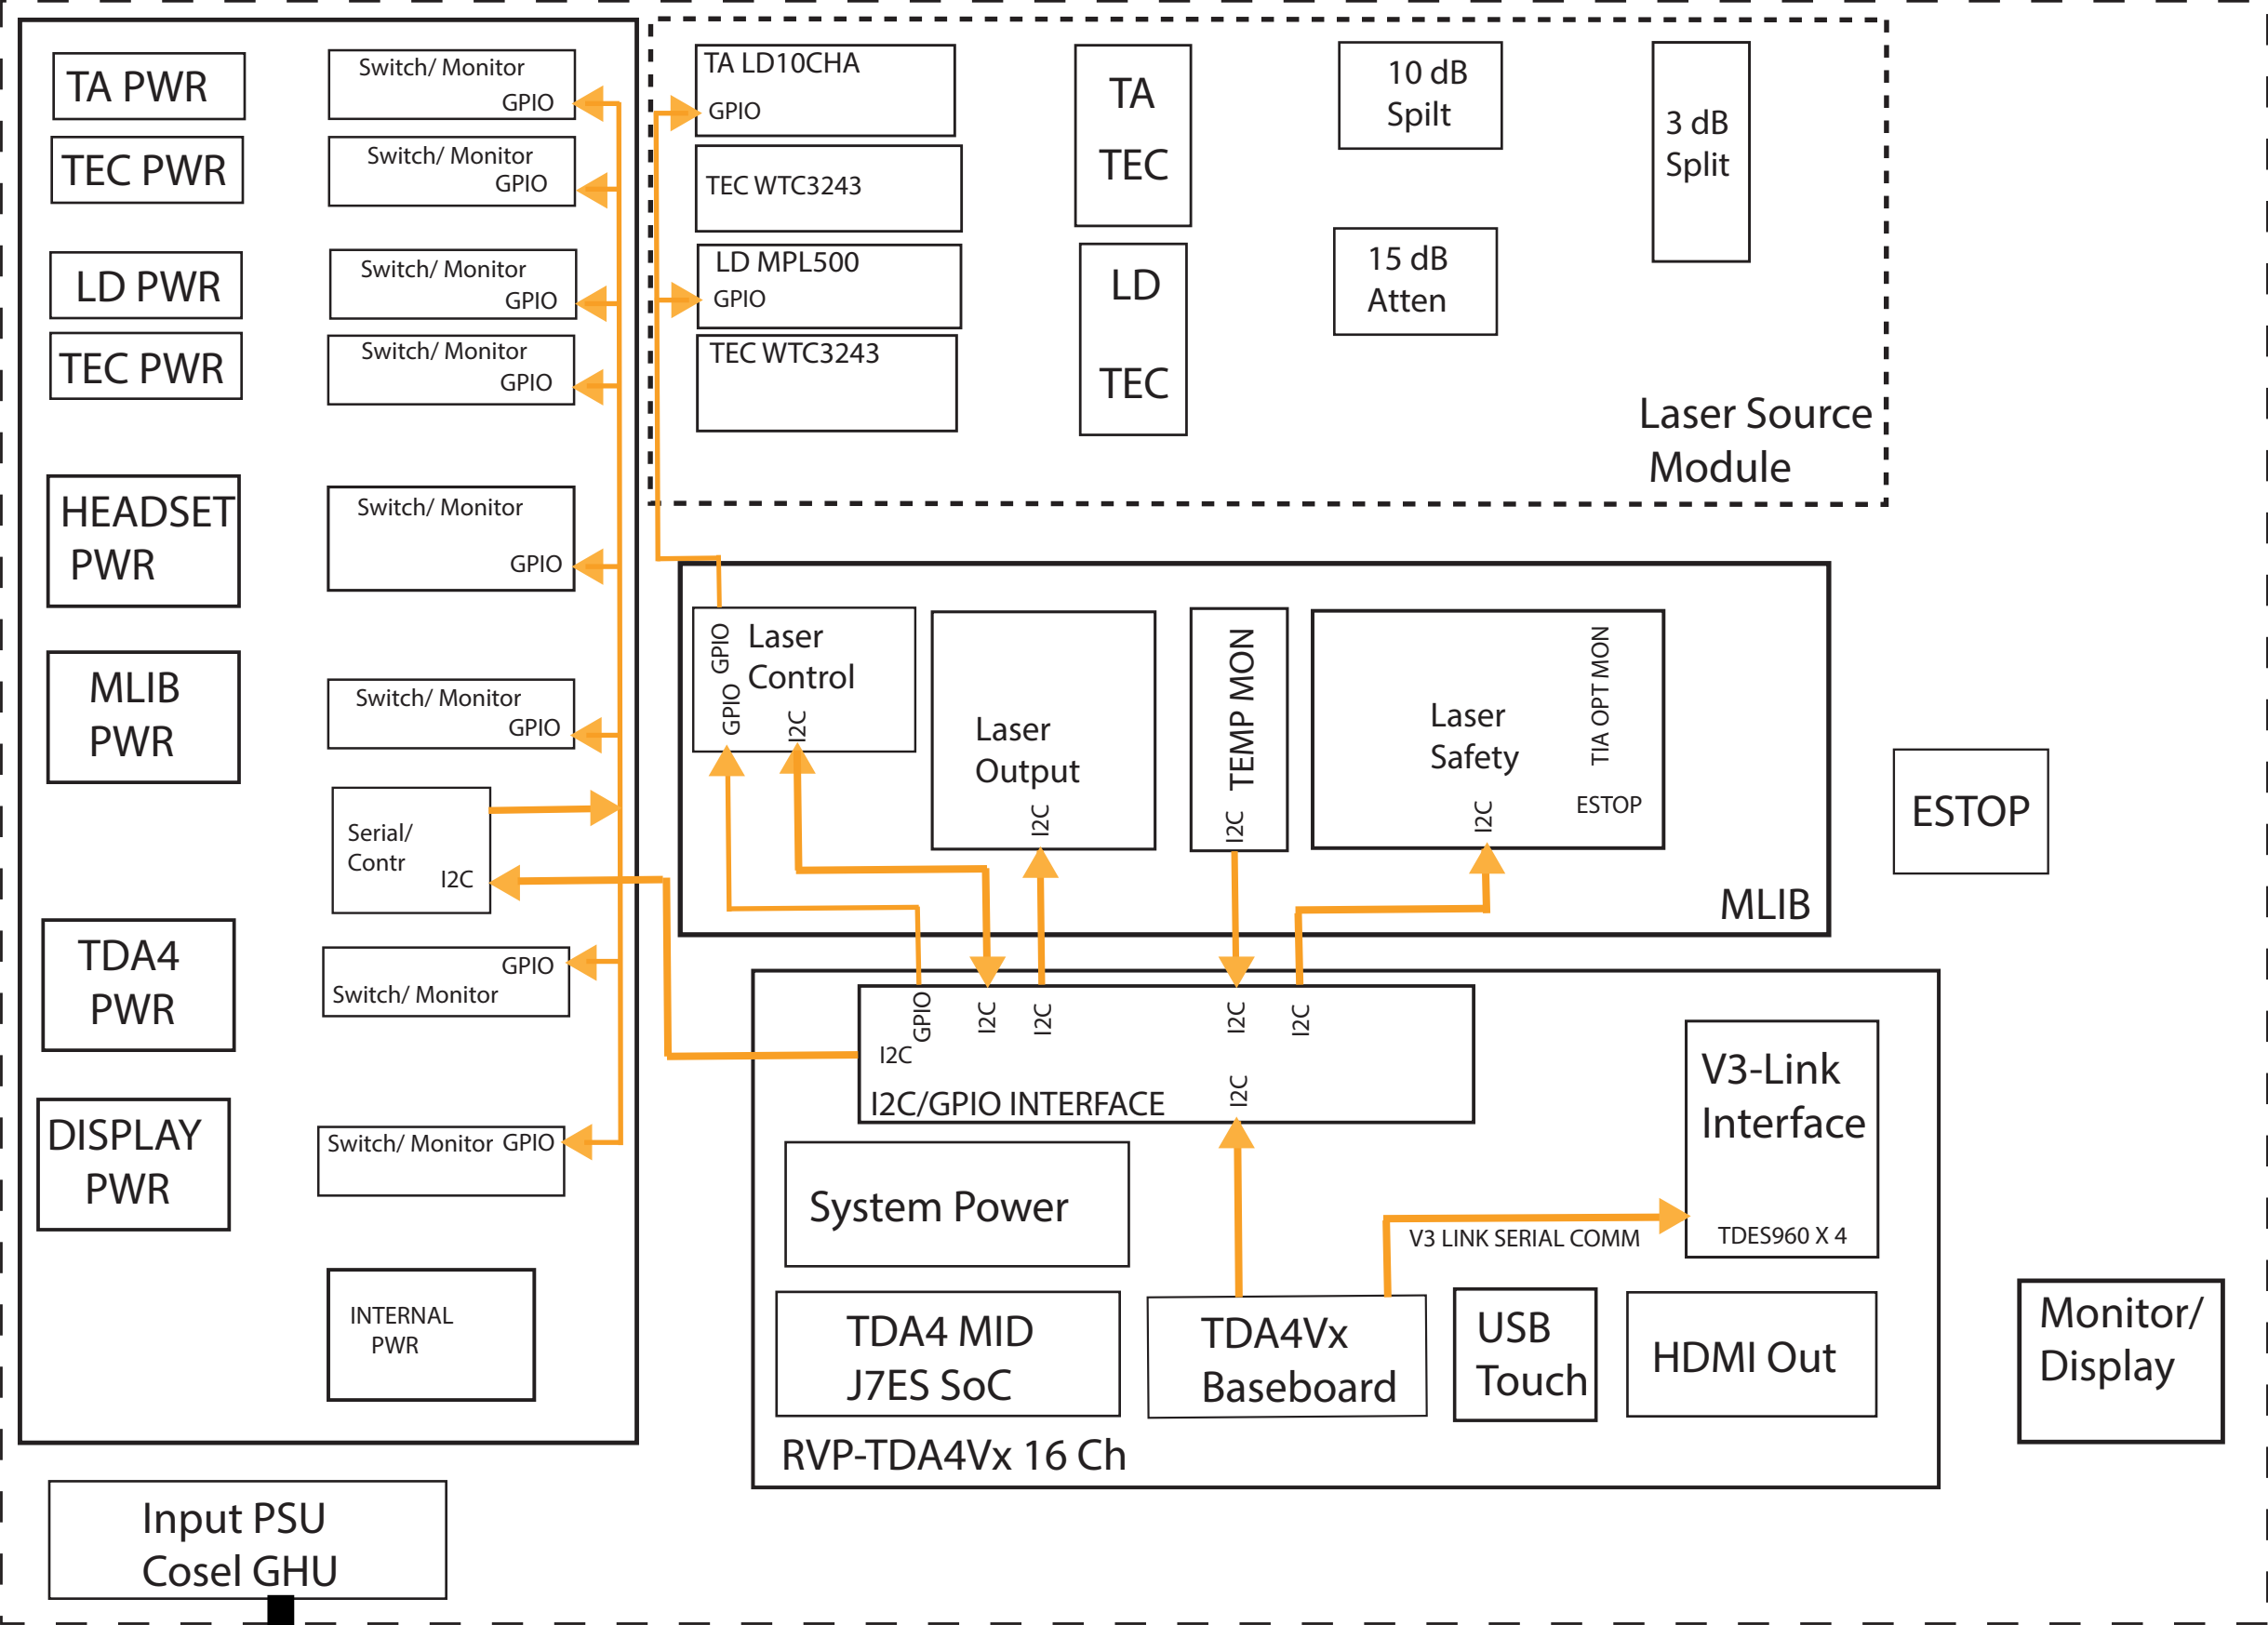 TA PWR
Switch/ Monitor
GPIO
TEC PWR
Switch/ Monitor
GPIO
LD PWR
Switch/ Monitor
GPIO
TEC PWR
Switch/ Monitor
GPIO
HEADSET
PWR
Switch/ Monitor
GPIO
MLIB
PWR
Switch/ Monitor
GPIO
Serial/
Contr
I2C
TDA4
PWR
GPIO
Switch/ Monitor
DISPLAY
PWR
Switch/ Monitor GPIO
INTERNAL
PWR
Input PSU
Cosel GHU
TA LD10CHA
GPIO
TEC WTC3243
LD MPL500
GPIO
TEC WTC3243
TA
TEC
LD
TEC
10 dB
Spilt
15 dB
Atten
3 dB
Split
Laser Source
Module
GPIO
GPIO
Laser
Control
I2C
Laser
Output
I2C
TEMP MON
I2C
Laser
Safety
I2C
TIA OPT MON
ESTOP
MLIB
ESTOP
I2C
GPIO
I2C
I2C
I2C
I2C
I2C
I2C/GPIO INTERFACE
V3-Link
Interface
TDES960 X 4
System Power
V3 LINK SERIAL COMM
TDA4 MID
J7ES SoC
TDA4Vx
Baseboard
USB
Touch
HDMI Out
RVP-TDA4Vx 16 Ch
Monitor/
Display